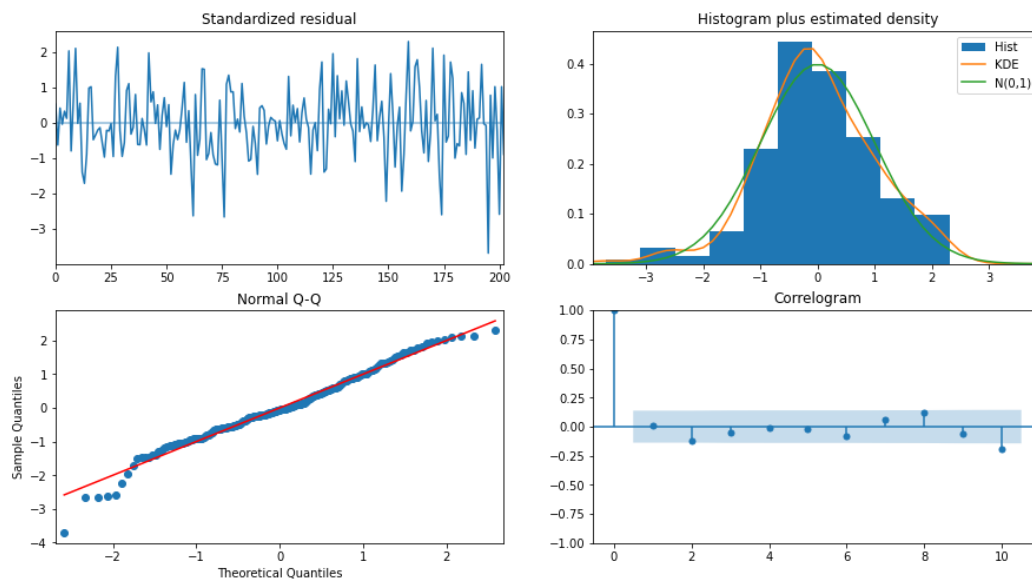 Standardized residual
2
1
0
−1
−2
−3
0 25 50 75 100 125 150 175 200
Histogram plus estimated density
Hist
KDE
N(0,1)
0.4
0.3
0.2
0.1
0.0
−3 −2 −1 0 1 2 3
Normal Q-Q
Sample Quantiles
2
1
0
−1
−2
−3
−4
−2 −1 0 1 2
Theoretical Quantiles
Correlogram
1.00
0.75
0.50
0.25
0.00
−0.25
−0.50
−0.75
−1.00
0 2 4 6 8 10